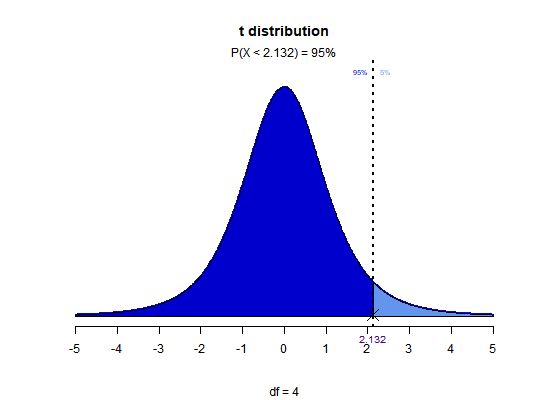 t distribution
P(X < 2.132) = 95%
95% 5%
2.132
-5 -4 -3 -2 -1 0 1 2 3 4 5
df = 4